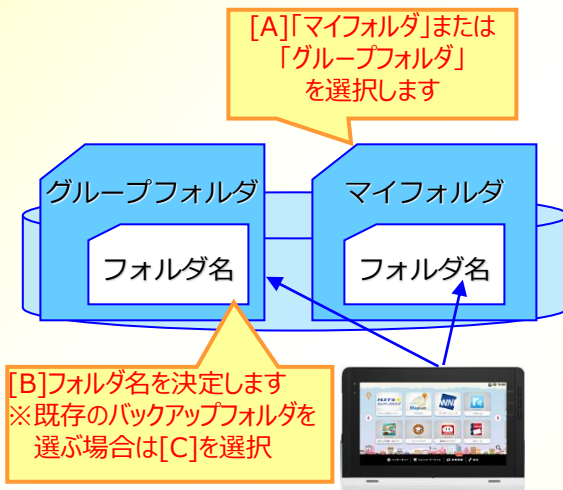 [A]「マイフォルダ」または
「グループフォルダ」
を選択します
グループフォルダ
マイフォルダ
フォルダ名
フォルダ名
[B]フォルダ名を決定します
※既存のバックアップフォルダを
選ぶ場合は[C]を選択